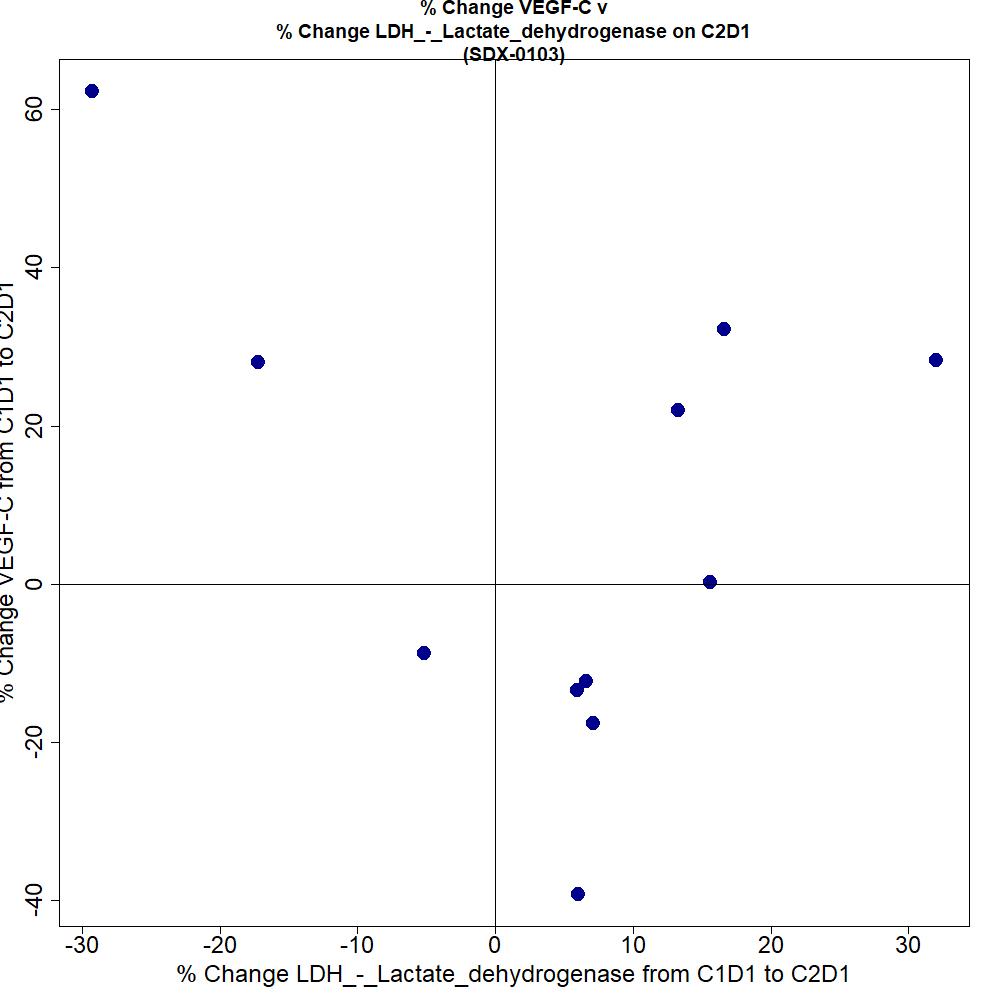 % Change VEGF-C v
% Change LDH_-_Lactate_dehydrogenase on C2D1
(SDX-0103)
60
40
20
0
-20
-40
% Change VEGF-C from C1D1 to C2D1
-30
-20
-10
0
10
20
30
% Change LDH_-_Lactate_dehydrogenase from C1D1 to C2D1